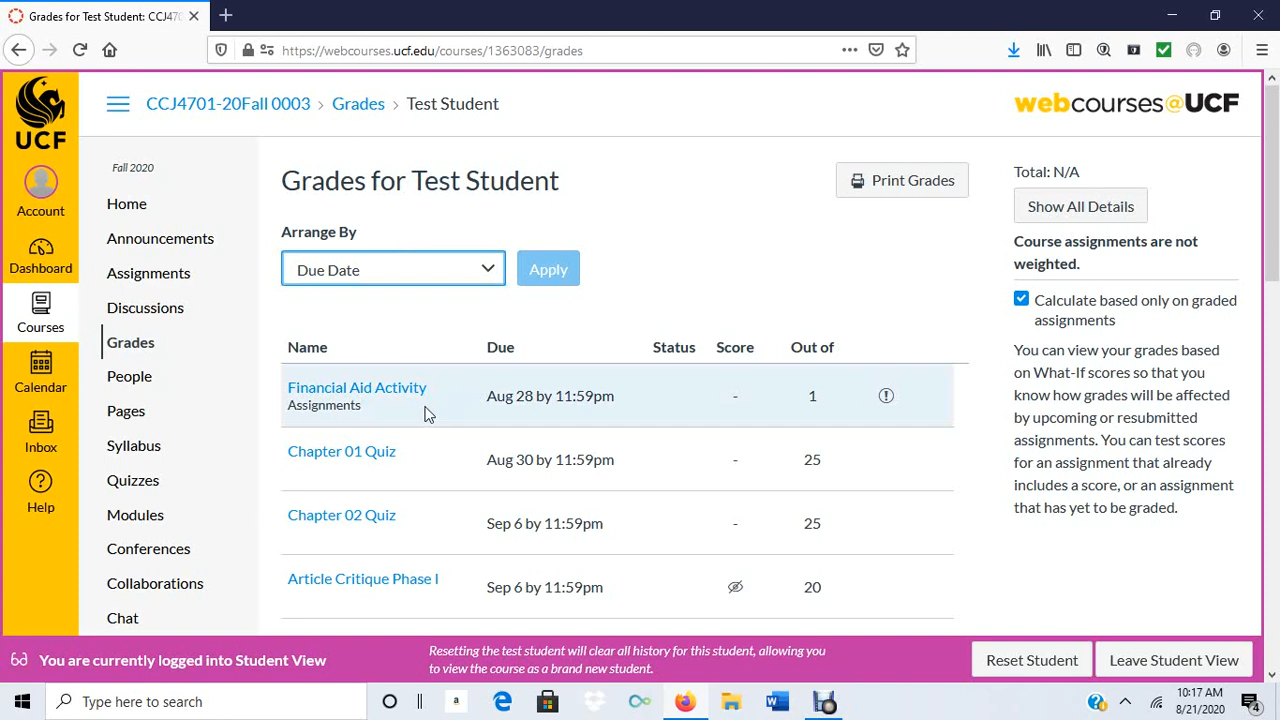 Grades for Test Student: CCJ470
https://webcourses.ucf.edu/courses/1363083/grades
UCF
Account
Dashboard
Courses
Calendar
Inbox
Help
CCJ4701-20Fall 0003 › Grades › Test Student
webcourses@UCF
Fall 2020
Home
Announcements
Assignments
Discussions
Grades
People
Pages
Syllabus
Quizzes
Modules
Conferences
Collaborations
Chat
Grades for Test Student
Print Grades
Arrange By
Due Date
Apply
Name Due Status Score Out of
Financial Aid Activity
Assignments
Aug 28 by 11:59pm - 1
Chapter 01 Quiz Aug 30 by 11:59pm - 25
Chapter 02 Quiz Sep 6 by 11:59pm - 25
Article Critique Phase I Sep 6 by 11:59pm 20
Total: N/A
Show All Details
Course assignments are not
weighted.
Calculate based only on graded
assignments
You can view your grades based
on What-If scores so that you
know how grades will be affected
by upcoming or resubmitted
assignments. You can test scores
for an assignment that already
includes a score, or an assignment
that has yet to be graded.
You are currently logged into Student View
Resetting the test student will clear all history for this student, allowing you
to view the course as a brand new student.
Reset Student
Leave Student View
Type here to search
a
W
10:17 AM
8/21/2020
4